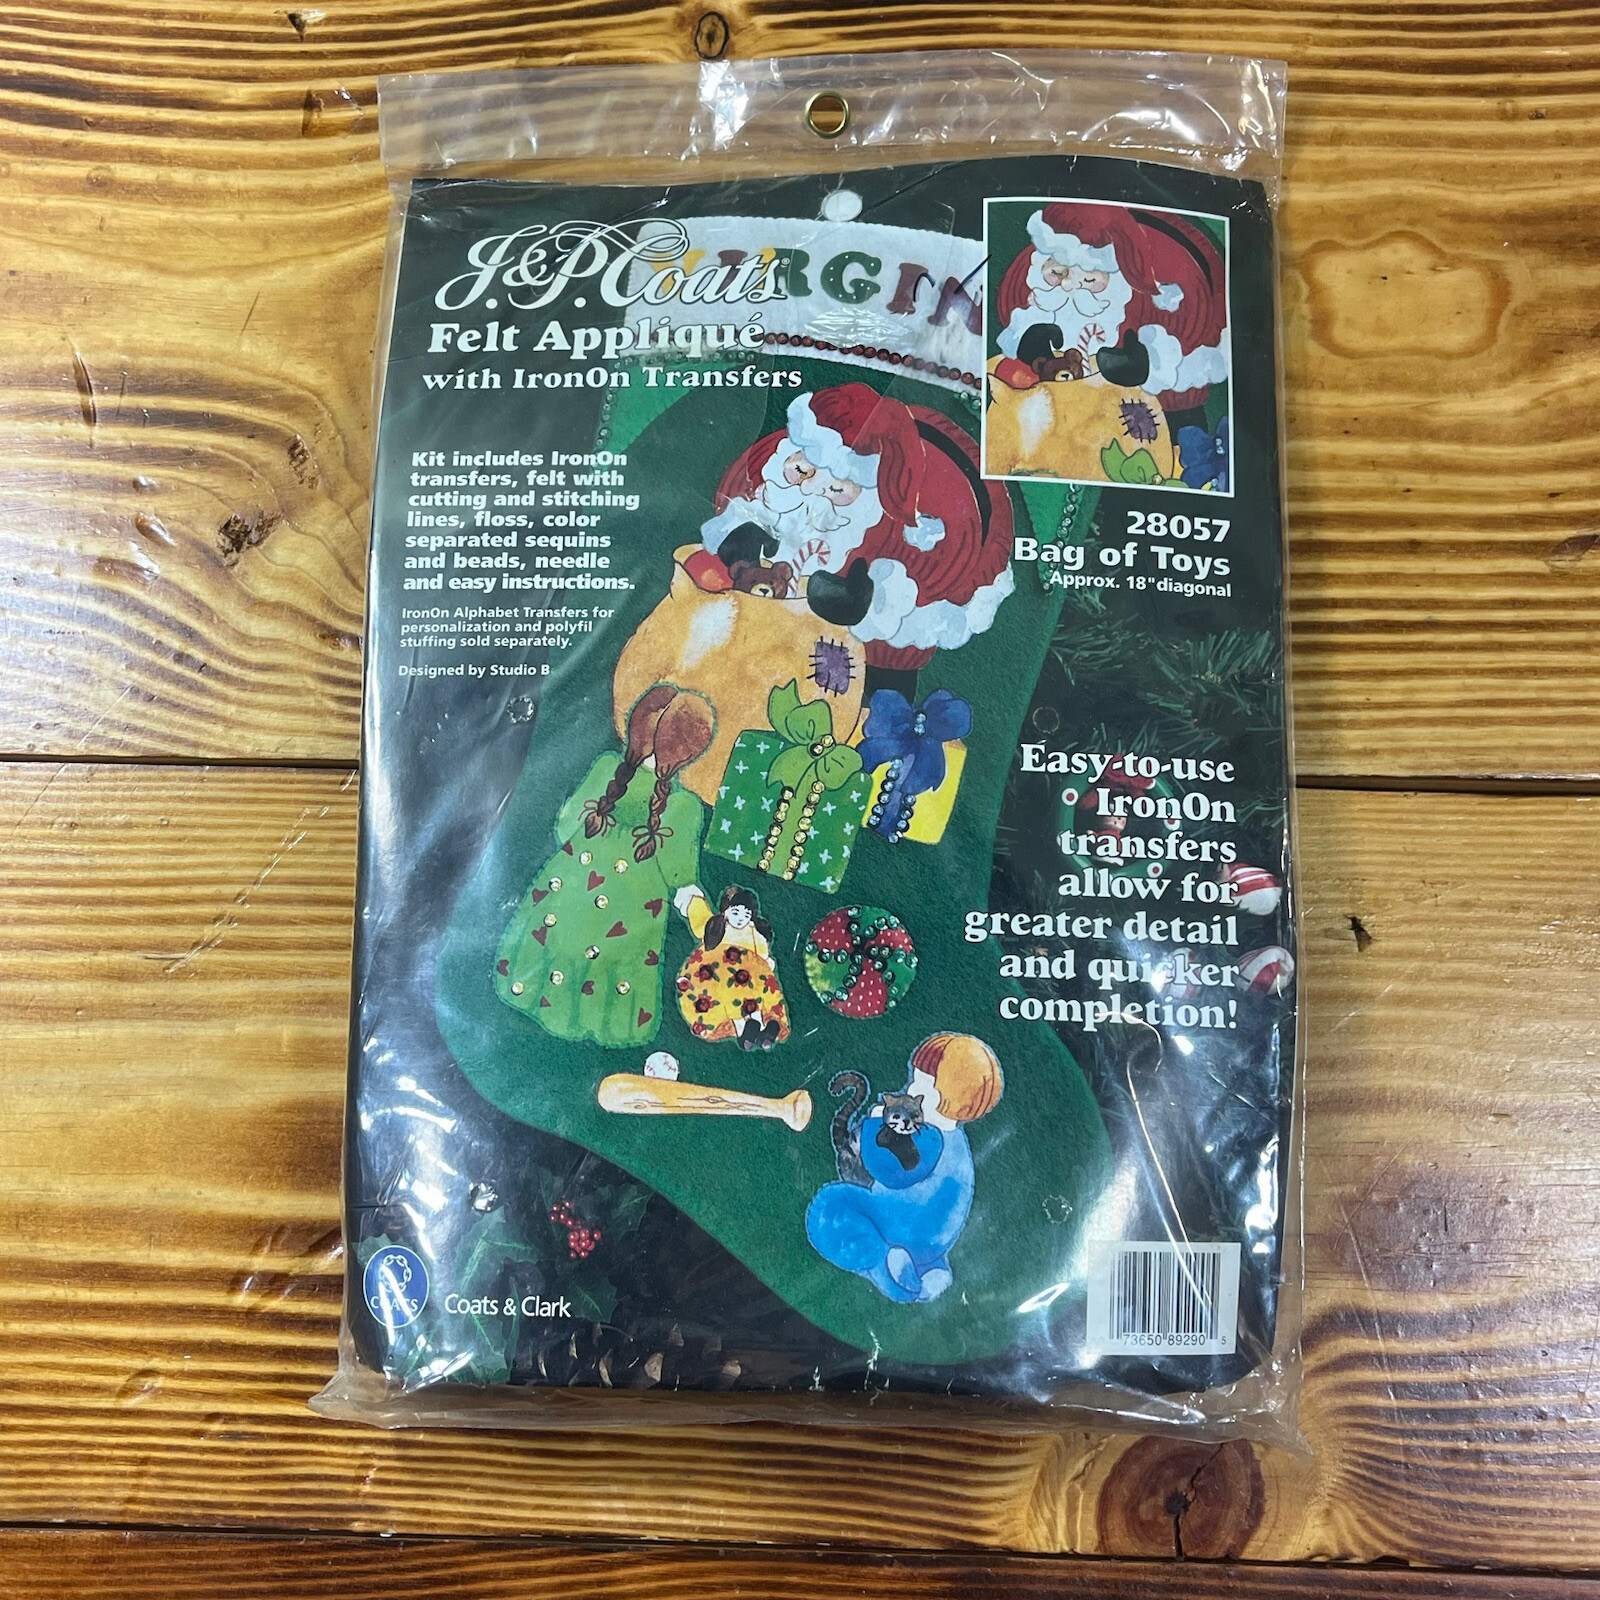 J.&P. Coats®
Felt Appliqué
with IronOn Transfers
Kit includes IronOn
transfers, felt with
cutting and stitching
lines, floss, color
separated sequins
and beads, needle
and easy instructions.
IronOn Alphabet Transfers for
personalization and polyfil
stuffing sold separately.
Designed by Studio B
28057
Bag of Toys
Approx. 18" diagonal
Easy-to-use
IronOn
transfers
allow for
greater detail
and quicker
completion!
COATS
Coats & Clark
73650 89290 5